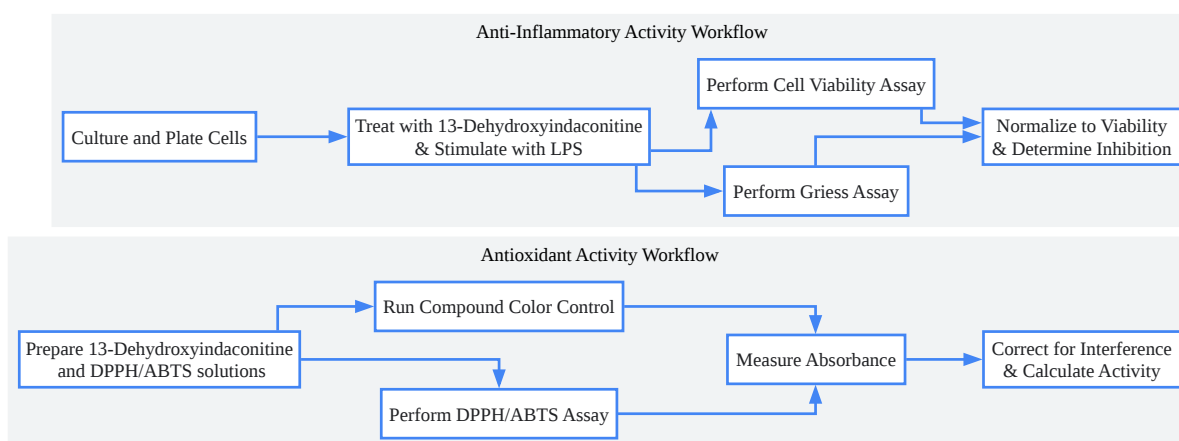 Anti-Inflammatory Activity Workflow
Perform Cell Viability Assay
Culture and Plate Cells
Treat with 13-Dehydroxyindaconitine
& Stimulate with LPS
Normalize to Viability
& Determine Inhibition
Perform Griess Assay
Antioxidant Activity Workflow
Run Compound Color Control
Prepare 13-Dehydroxyindaconitine
and DPPH/ABTS solutions
Measure Absorbance
Correct for Interference
& Calculate Activity
Perform DPPH/ABTS Assay